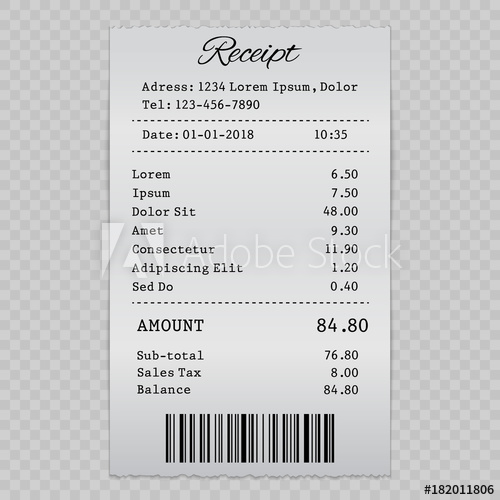 Receipt
Adress: 1234 Lorem Ipsum, Dolor
Tel: 123-456-7890
Date: 01-01-2018 10:35
Lorem 6.50
Ipsum 7.50
Dolor Sit 48.00
Amet 9.30
Consectetur 11.90
Adipiscing Elit 1.20
Sed Do 0.40
Adobe Stock
AMOUNT 84.80
Sub-total 76.80
Sales Tax 8.00
Balance 84.80
#182011806